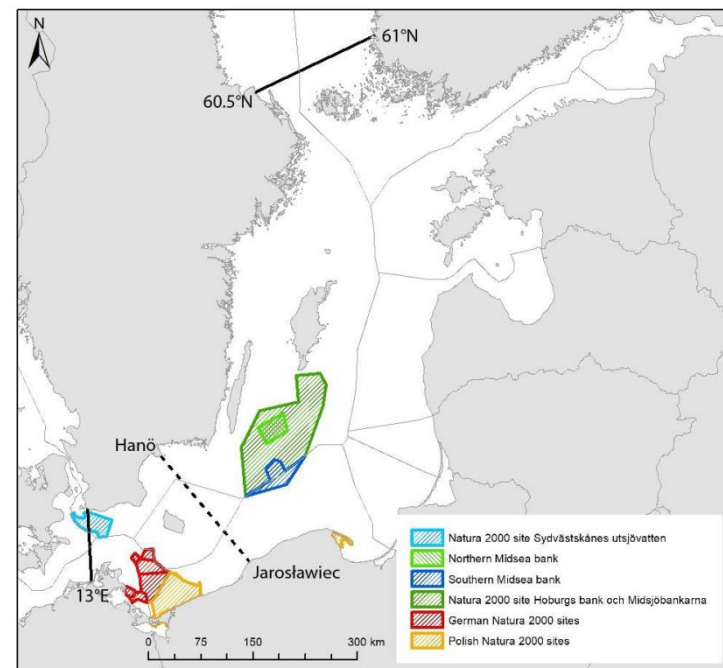 N
61°N
60.5°N
Hanö
Jarosławiec
13°E
Natura 2000 site Sydvästskånes utsjövatten
Northern Midsea bank
Southern Midsea bank
Natura 2000 site Hoburgs bank och Midsjöbankarna
German Natura 2000 sites
Polish Natura 2000 sites
0 75 150 300 km